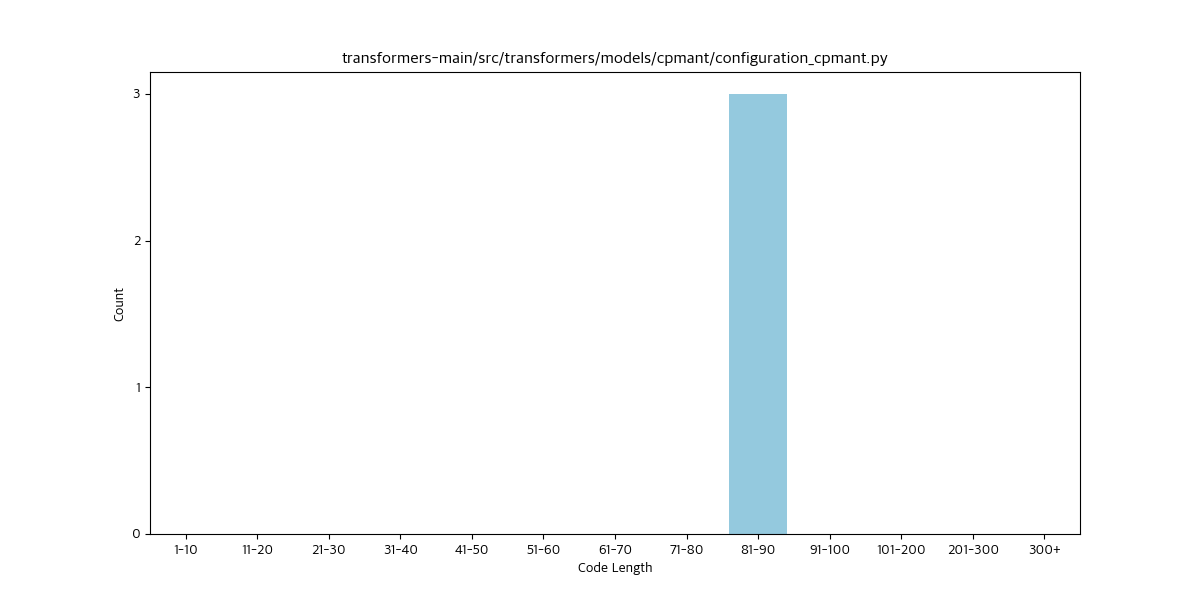 transformers-main/src/transformers/models/cpmant/configuration_cpmant.py
3
2
1
0
Count
1-10 11-20 21-30 31-40 41-50 51-60 61-70 71-80 81-90 91-100 101-200 201-300 300+
Code Length